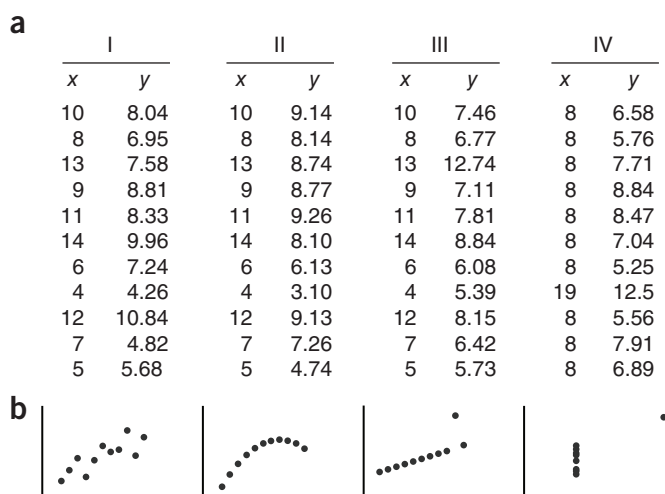 a
I II III IV
x y x y x y x y
10 8.04 10 9.14 10 7.46 8 6.58
8 6.95 8 8.14 8 6.77 8 5.76
13 7.58 13 8.74 13 12.74 8 7.71
9 8.81 9 8.77 9 7.11 8 8.84
11 8.33 11 9.26 11 7.81 8 8.47
14 9.96 14 8.10 14 8.84 8 7.04
6 7.24 6 6.13 6 6.08 8 5.25
4 4.26 4 3.10 4 5.39 19 12.5
12 10.84 12 9.13 12 8.15 8 5.56
7 4.82 7 7.26 7 6.42 8 7.91
5 5.68 5 4.74 5 5.73 8 6.89
b